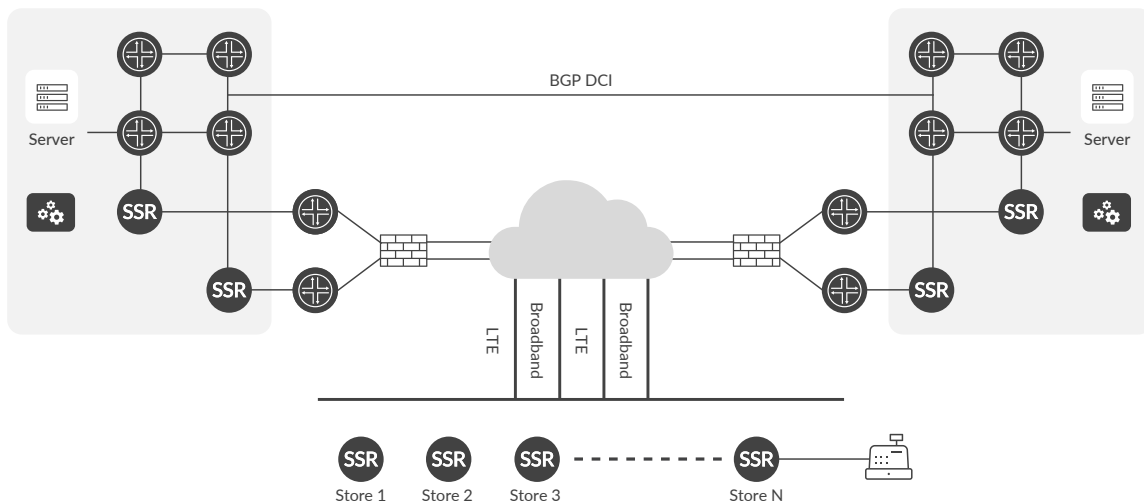 BGP DCI
Server
Server
SSR
SSR
SSR
SSR
LTE
Broadband
LTE
Broadband
SSR
SSR
SSR
SSR
Store 1
Store 2
Store 3
Store N